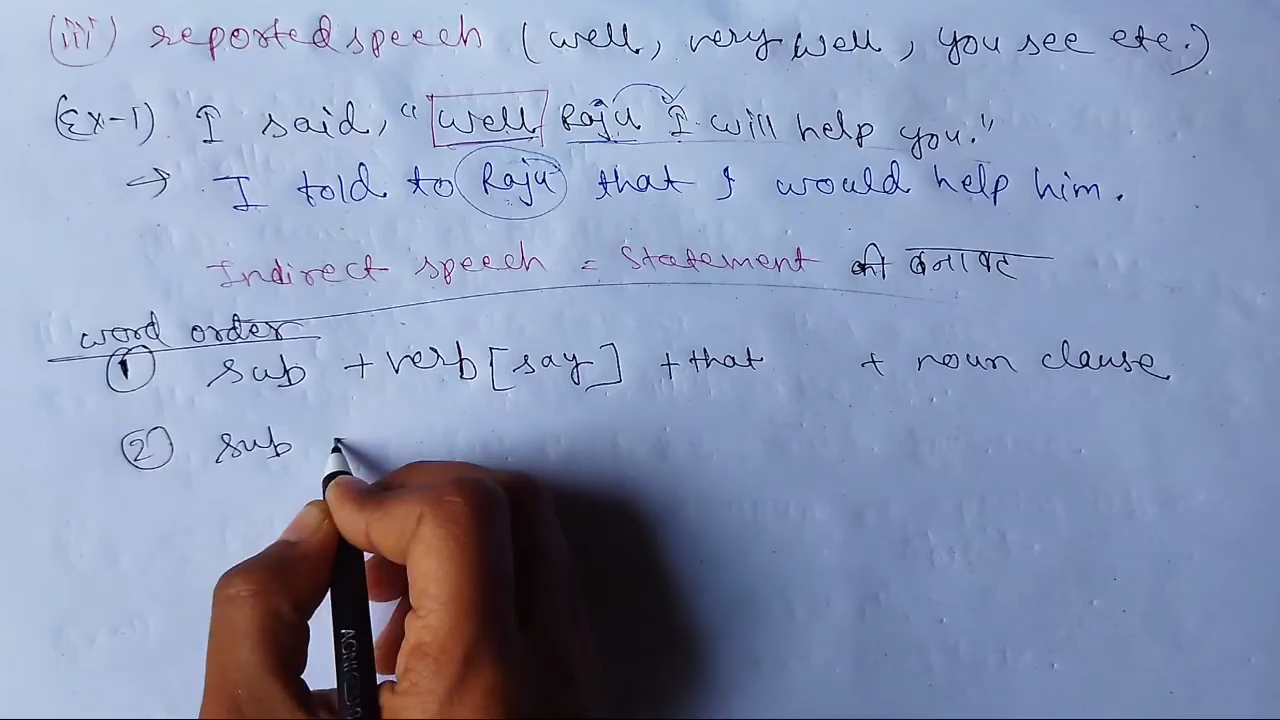 (iii) reported speech (well, very well, you see etc.)
(Ex-1) I said, "Well Raju I will help you."
→ I told to Raju that I would help him.
Indirect speech = Statement की बनावट
word order
① sub + verb [say] + that + noun clause
② sub